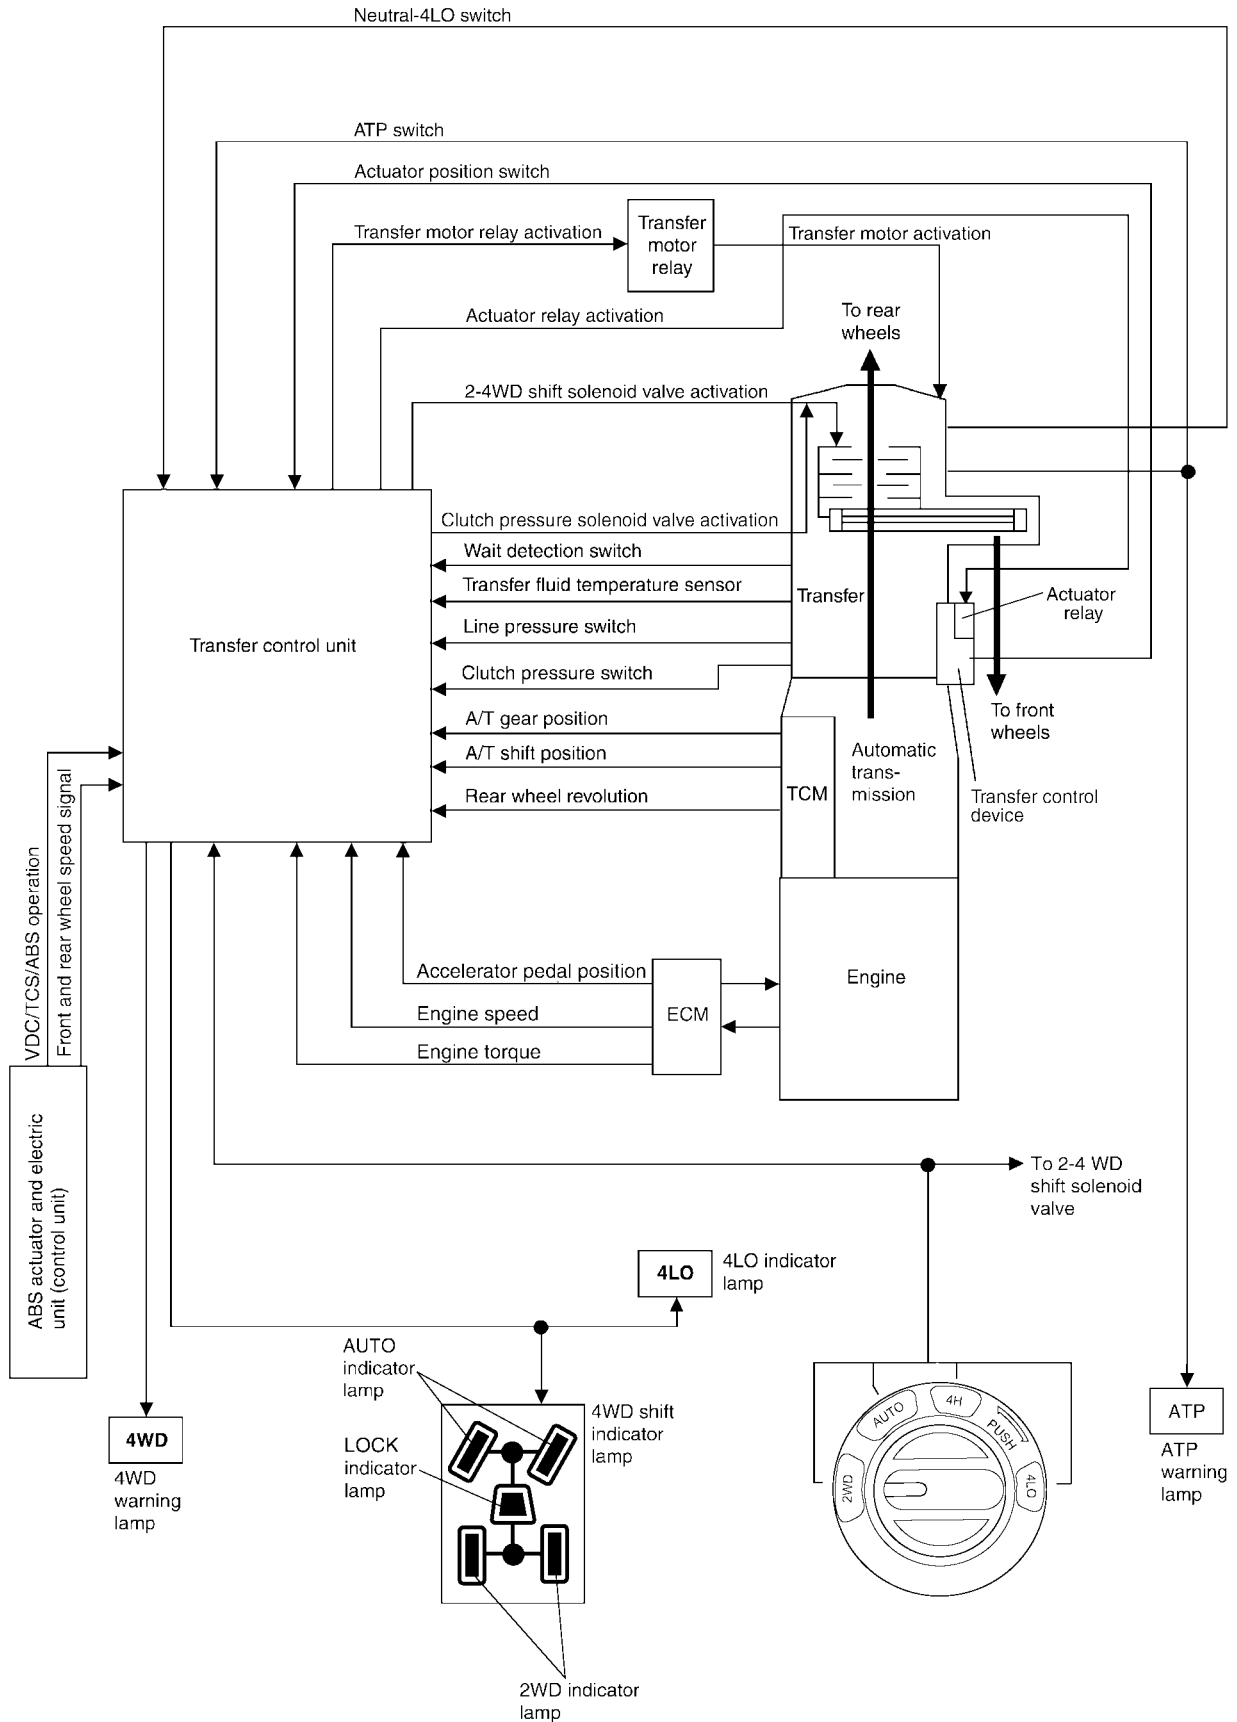 Neutral-4LO switch
ATP switch
Actuator position switch
Transfer motor relay activation
Transfer
motor
relay
Transfer motor activation
Actuator relay activation
To rear
wheels
2-4WD shift solenoid valve activation
Clutch pressure solenoid valve activation
Wait detection switch
Transfer fluid temperature sensor
Transfer
Actuator
relay
Line pressure switch
Transfer control unit
Clutch pressure switch
A/T gear position
To front
wheels
A/T shift position
Automatic
trans-
mission
Rear wheel revolution
TCM
Transfer control
device
VDC/TCS/ABS operation
Front and rear wheel speed signal
Accelerator pedal position
Engine speed
Engine torque
ECM
Engine
ABS actuator and electric
unit (control unit)
To 2-4 WD
shift solenoid
valve
4LO
4LO indicator
lamp
AUTO
indicator
lamp
4WD shift
indicator
lamp
LOCK
indicator
lamp
2WD indicator
lamp
4WD
4WD
warning
lamp
2WD
AUTO
4H
PUSH
4LO
ATP
ATP
warning
lamp